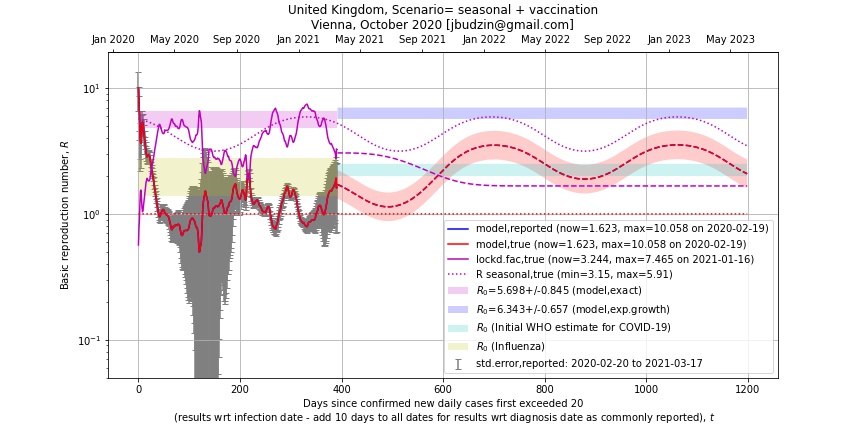 United Kingdom, Scenario= seasonal + vaccination
Vienna, October 2020 [jbudzin@gmail.com]
Jan 2020 May 2020 Sep 2020 Jan 2021 May 2021 Sep 2021 Jan 2022 May 2022 Sep 2022 Jan 2023 May 2023
Basic reproduction number, R
10¹
10⁰
10⁻¹
model,reported (now=1.623, max=10.058 on 2020-02-19)
model,true (now=1.623, max=10.058 on 2020-02-19)
lockd.fac,true (now=3.244, max=7.465 on 2021-01-16)
R seasonal,true (min=3.15, max=5.91)
R₀=5.698+/-0.845 (model,exact)
R₀=6.343+/-0.657 (model,exp.growth)
R₀ (Initial WHO estimate for COVID-19)
R₀ (Influenza)
std.error,reported: 2020-02-20 to 2021-03-17
0 200 400 600 800 1000 1200
Days since confirmed new daily cases first exceeded 20
(results wrt infection date - add 10 days to all dates for results wrt diagnosis date as commonly reported), t